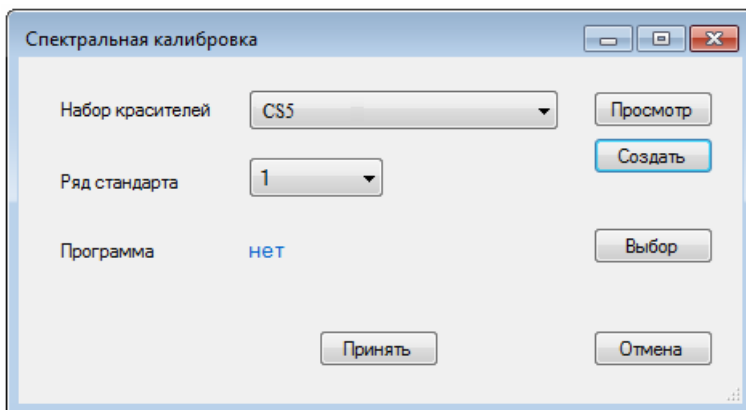 Спектральная калибровка
Набор красителей CS5 Просмотр
Создать
Ряд стандарта 1
Программа нет Выбор
Принять Отмена